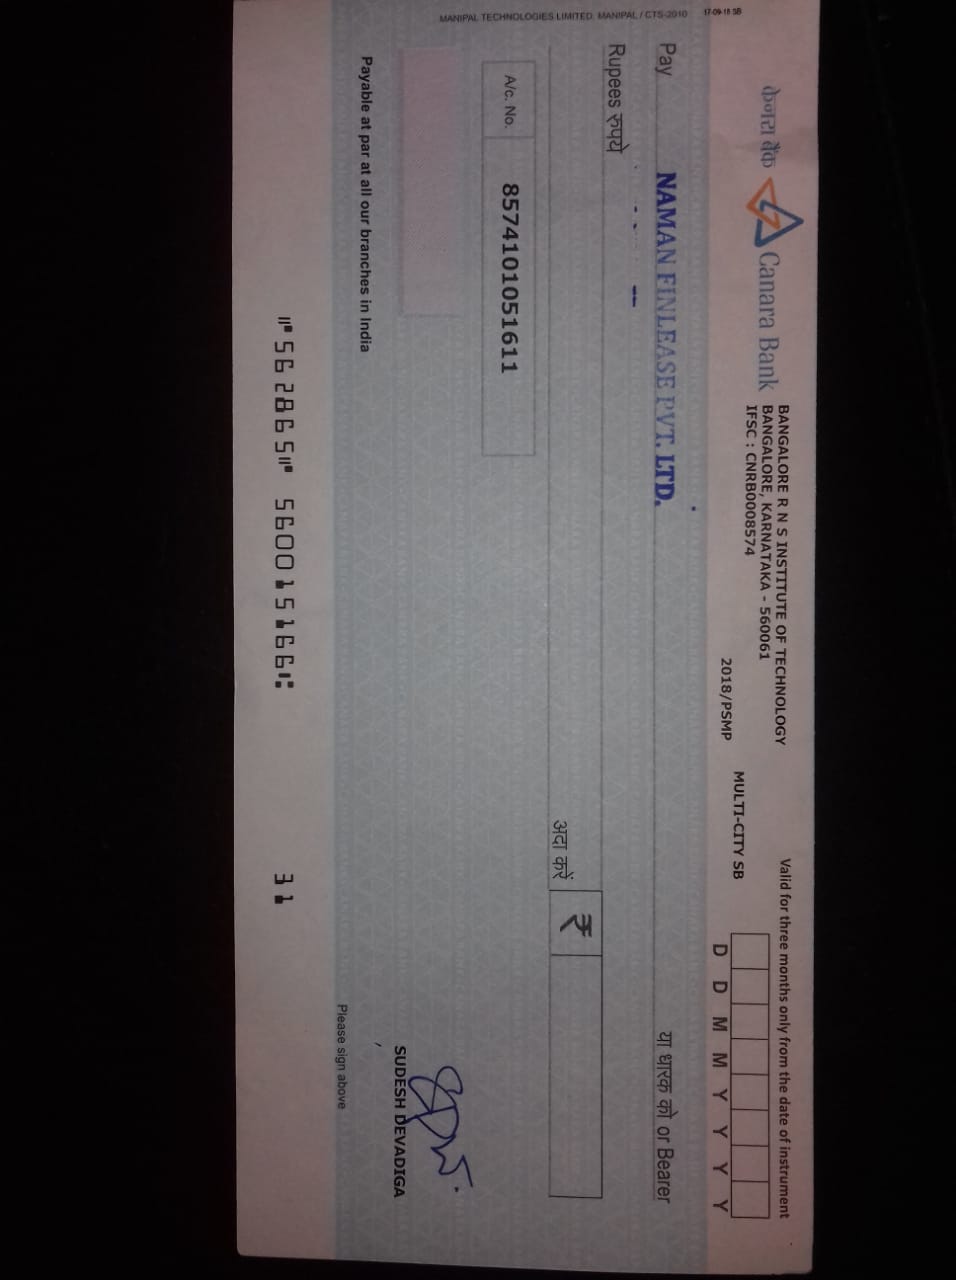 केनरा बैंक Canara Bank
BANGALORE R N S INSTITUTE OF TECHNOLOGY
BANGALORE, KARNATAKA - 560061
IFSC : CNRB0008574
2018/PSMP
MULTI-CITY SB
Valid for three months only from the date of instrument
D D M M Y Y Y Y
Pay NAMAN FINLEASE PVT. LTD. या धारक को or Bearer
Rupees रुपये
अदा करें ₹
A/c. No. 8574101051611
SUDESH DEVADIGA
Payable at par at all our branches in India
Please sign above
⑈562865⑈ 560015166⑆ 31
MANIPAL TECHNOLOGIES LIMITED. MANIPAL / CTS-2010 17-09-18 SB